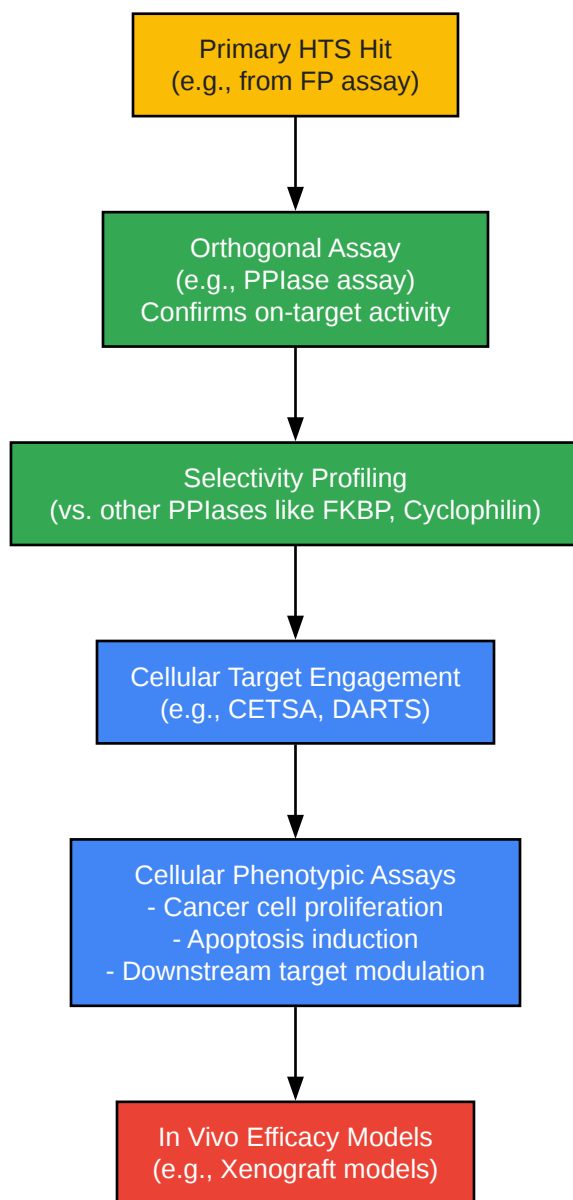 Primary HTS Hit
(e.g., from FP assay)
Orthogonal Assay
(e.g., PPIase assay)
Confirms on-target activity
Selectivity Profiling
(vs. other PPIases like FKBP, Cyclophilin)
Cellular Target Engagement
(e.g., CETSA, DARTS)
Cellular Phenotypic Assays
- Cancer cell proliferation
- Apoptosis induction
- Downstream target modulation
In Vivo Efficacy Models
(e.g., Xenograft models)